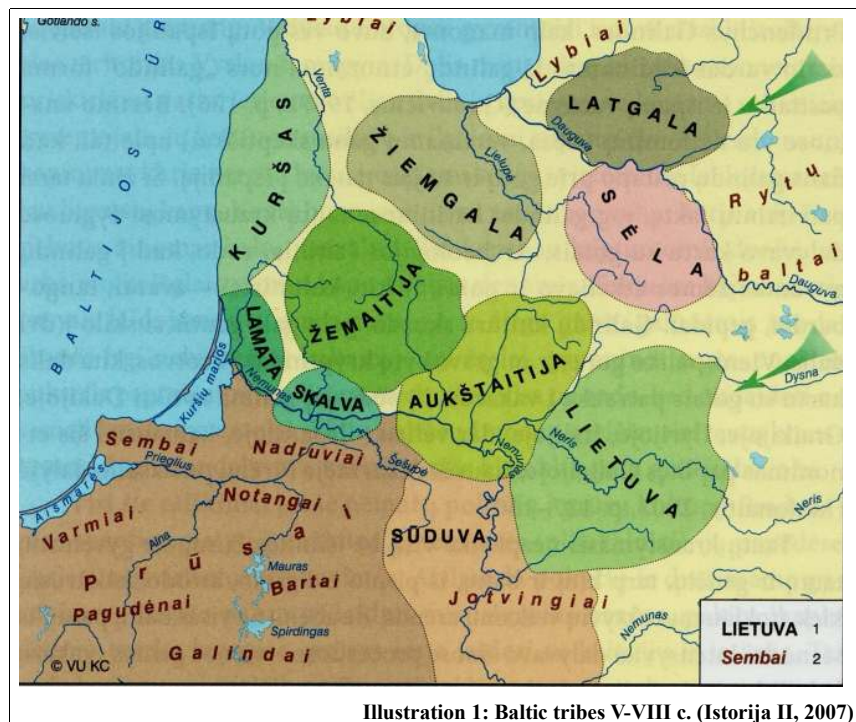 Gotlando s.
BALTIJOS JŪR
Lybiai
Lybiai
KURŠAS
Venta
ŽIEMGALA
Lielupė
LATGALA
Dauguva
SĖLA
Rytų
baltai
Dauguva
ŽEMAITIJA
LAMATA
Nemunas
Kuršių marios
SKALVA
AUKŠTAITIJA
LIETUVA
Neris
Dysna
Sembai
Nadruviai
Prieglius
Šešupė
Nemunas
Aismarės
Varmiai
Notangai
Alna
SŪDUVA
Neris
Prūsai
Mauras
Bartai
Pagudėnai
Jotvingiai
Spirdingas
Nemunas
Galindai
© VU KC
LIETUVA 1
Sembai 2
Illustration 1: Baltic tribes V-VIII c. (Istorija II, 2007)